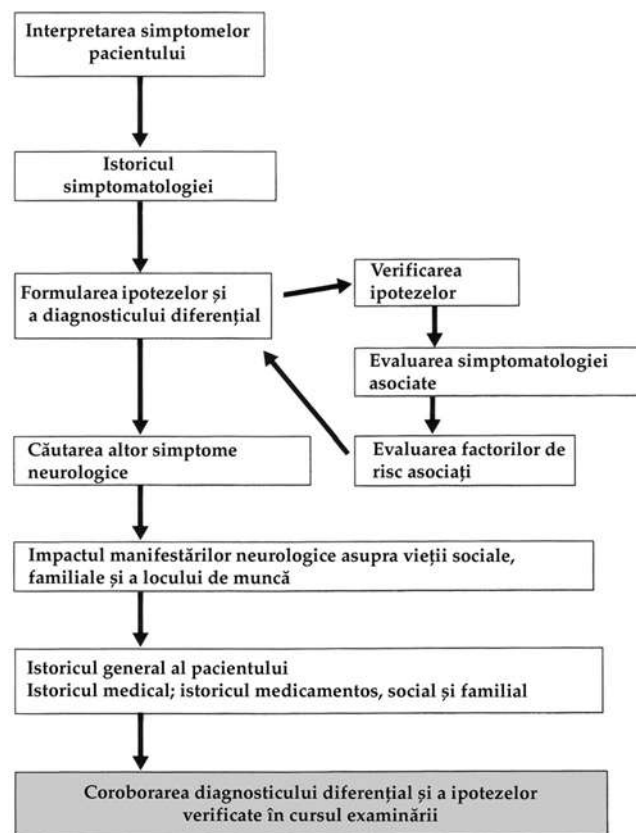 Interpretarea simptomelor
pacientului
Istoricul
simptomatologiei
Formularea ipotezelor și
a diagnosticului diferențial
Verificarea
ipotezelor
Evaluarea simptomatologiei
asociate
Evaluarea factorilor de
risc asociați
Căutarea altor simptome
neurologice
Impactul manifestărilor neurologice asupra vieții sociale,
familiale și a locului de muncă
Istoricul general al pacientului
Istoricul medical; istoricul medicamentos, social și familial
Coroborarea diagnosticului diferențial și a ipotezelor
verificate în cursul examinării